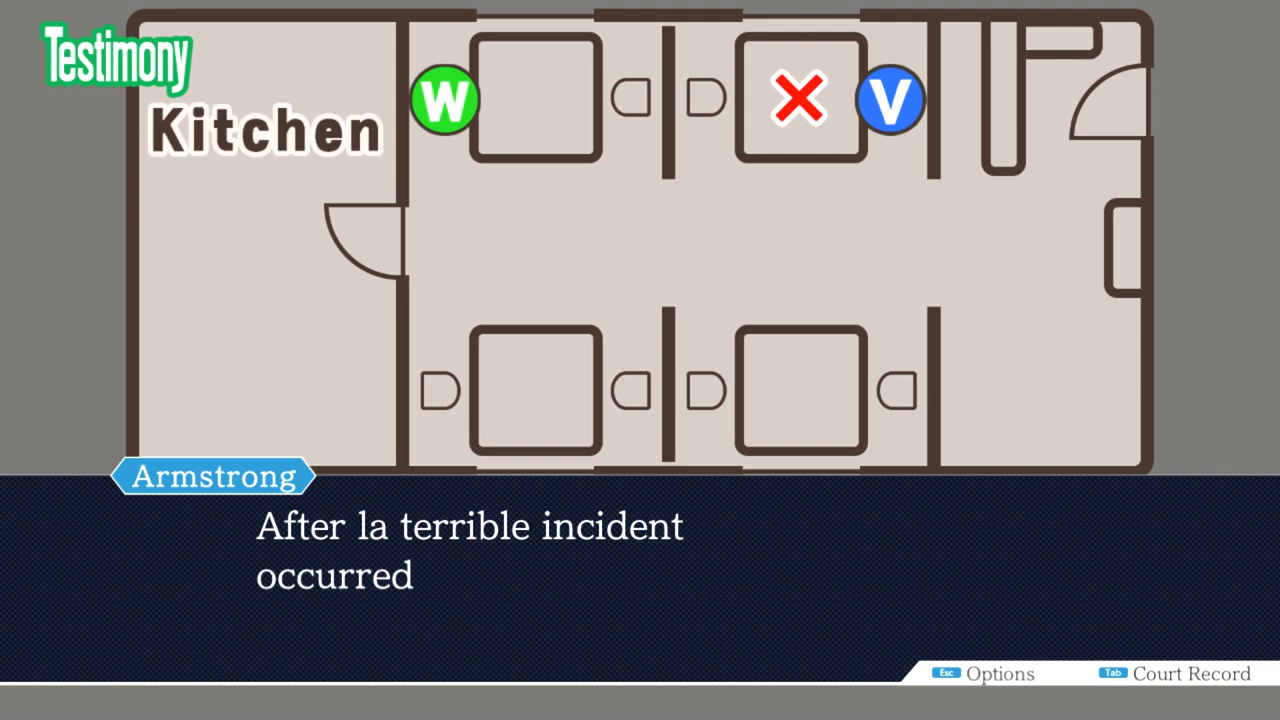 Testimony
Kitchen
W
V
Armstrong
After la terrible incident
occurred
Esc Options
Tab Court Record